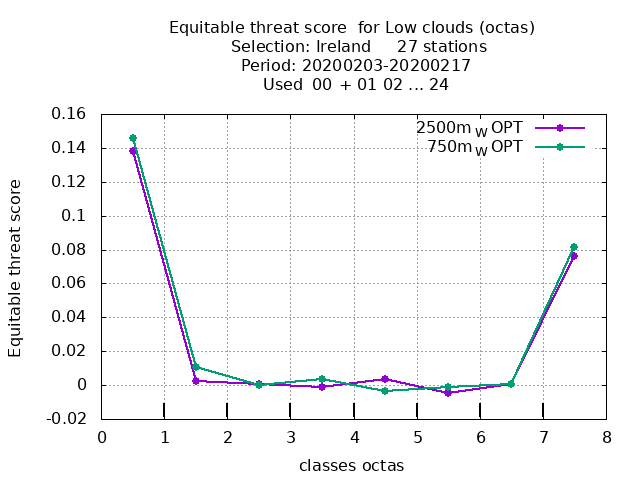 Equitable threat score  for Low clouds (octas)
Selection: Ireland     27 stations
Period: 20200203-20200217
Used  00 + 01 02 ... 24
0.16
0.14
0.12
0.1
0.08
0.06
0.04
0.02
0
-0.02
Equitable threat score
2500m W OPT
750m W OPT
0 1 2 3 4 5 6 7 8
classes octas